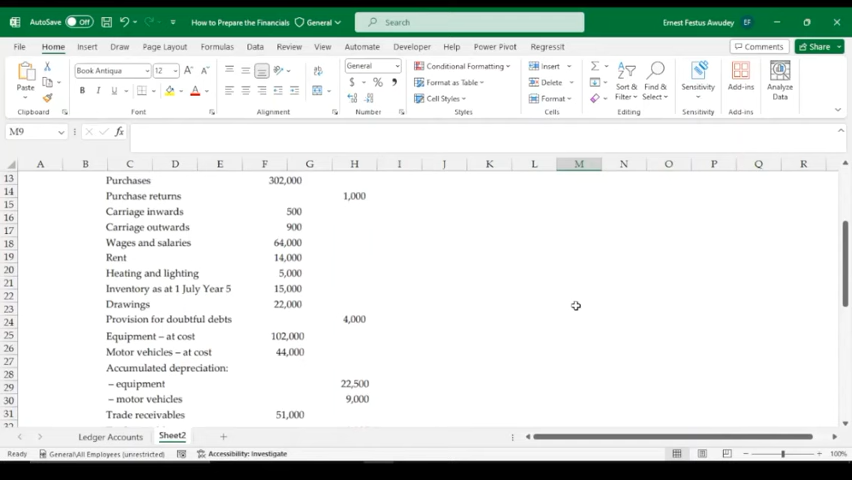 AutoSave Off How to Prepare the Financials General Search Ernest Festus Awudey EF
File Home Insert Draw Page Layout Formulas Data Review View Automate Developer Help Power Pivot Regressit Comments Share
Paste Book Antiqua 12 General Conditional Formatting Format as Table Cell Styles Insert Delete Format Sort & Filter Find & Select Sensitivity Add-ins Analyze Data
Clipboard Font Alignment Number Styles Cells Editing Sensitivity Add-ins
M9 fx
A B C D E F G H I J K L M N O P Q R
13 Purchases 302,000
14 Purchase returns 1,000
15 Carriage inwards 500
16 Carriage outwards 900
17
18 Wages and salaries 64,000
19 Rent 14,000
20 Heating and lighting 5,000
21 Inventory as at 1 July Year 5 15,000
22
23 Drawings 22,000
24 Provision for doubtful debts 4,000
25 Equipment – at cost 102,000
26 Motor vehicles – at cost 44,000
27 Accumulated depreciation:
28
29 – equipment 22,500
30 – motor vehicles 9,000
31 Trade receivables 51,000
32
Ledger Accounts Sheet2
Ready General\All Employees (unrestricted) Accessibility: Investigate 100%